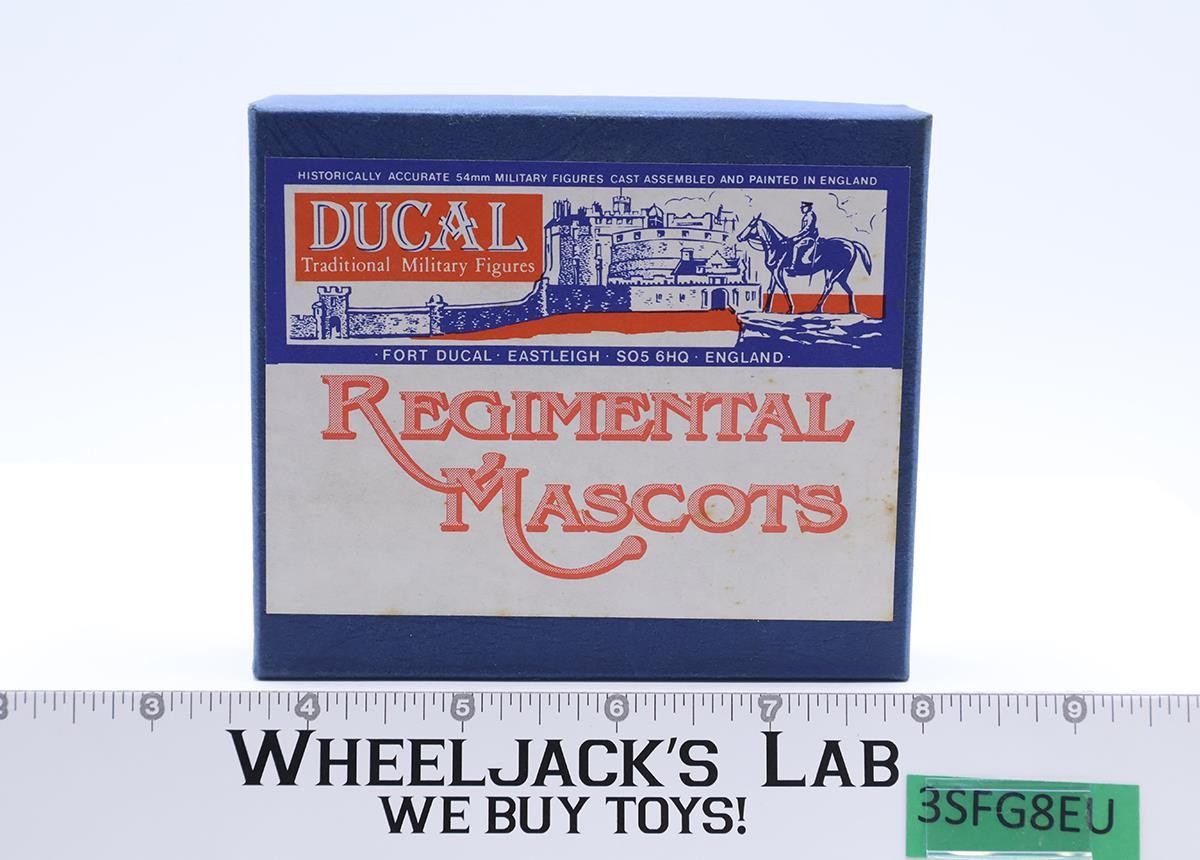 HISTORICALLY ACCURATE 54mm MILITARY FIGURES CAST ASSEMBLED AND PAINTED IN ENGLAND
DUCAL
Traditional Military Figures
· FORT DUCAL · EASTLEIGH · SO5 6HQ · ENGLAND ·
REGIMENTAL
MASCOTS
2 3 4 5 6 7 8 9
WHEELJACK'S LAB
WE BUY TOYS!
3SFG8EU